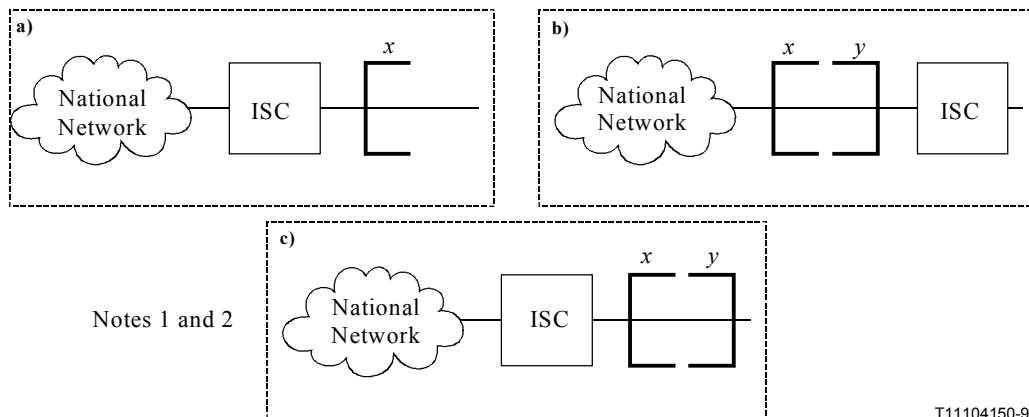 a)
x
National
Network
ISC
b)
x y
National
Network
ISC
c)
x y
National
Network
ISC
Notes 1 and 2
T11104150-9